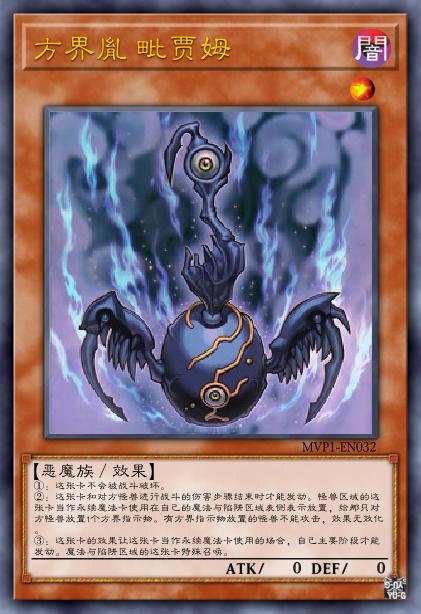 方界胤 毗贾姆
闇
MVP1-EN032
【恶魔族/效果】
①：这张卡不会被战斗破坏。
②：这张卡和对方怪兽进行战斗的伤害步骤结束时才能发动。怪兽区域的这
张卡当作永续魔法卡使用在自己的魔法与陷阱区域表侧表示放置，给那只对
方怪兽放置1个方界指示物。有方界指示物放置的怪兽不能攻击，效果无效化
。
③：这张卡的效果让这张卡当作永续魔法卡使用的场合，自己主要阶段才能
发动。魔法与陷阱区域的这张卡特殊召唤。
ATK/ 0 DEF/ 0